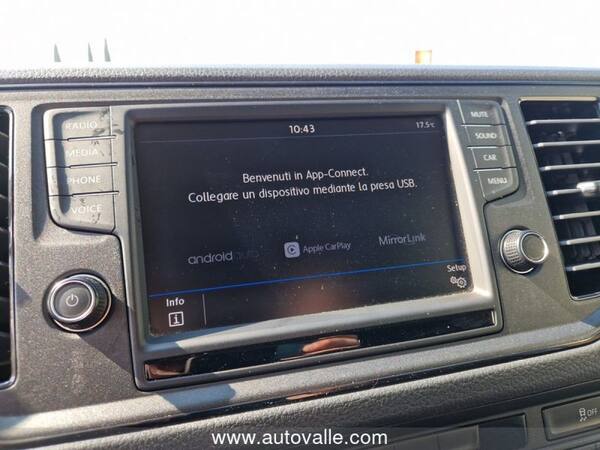 10:43
17.5°C
RADIO
MEDIA
PHONE
VOICE
MUTE
SOUND
CAR
MENU
Benvenuti in App-Connect.
Collegare un dispositivo mediante la presa USB.
android auto
Apple CarPlay
MirrorLink
Info
i
Setup
OFF
www.autovalle.com